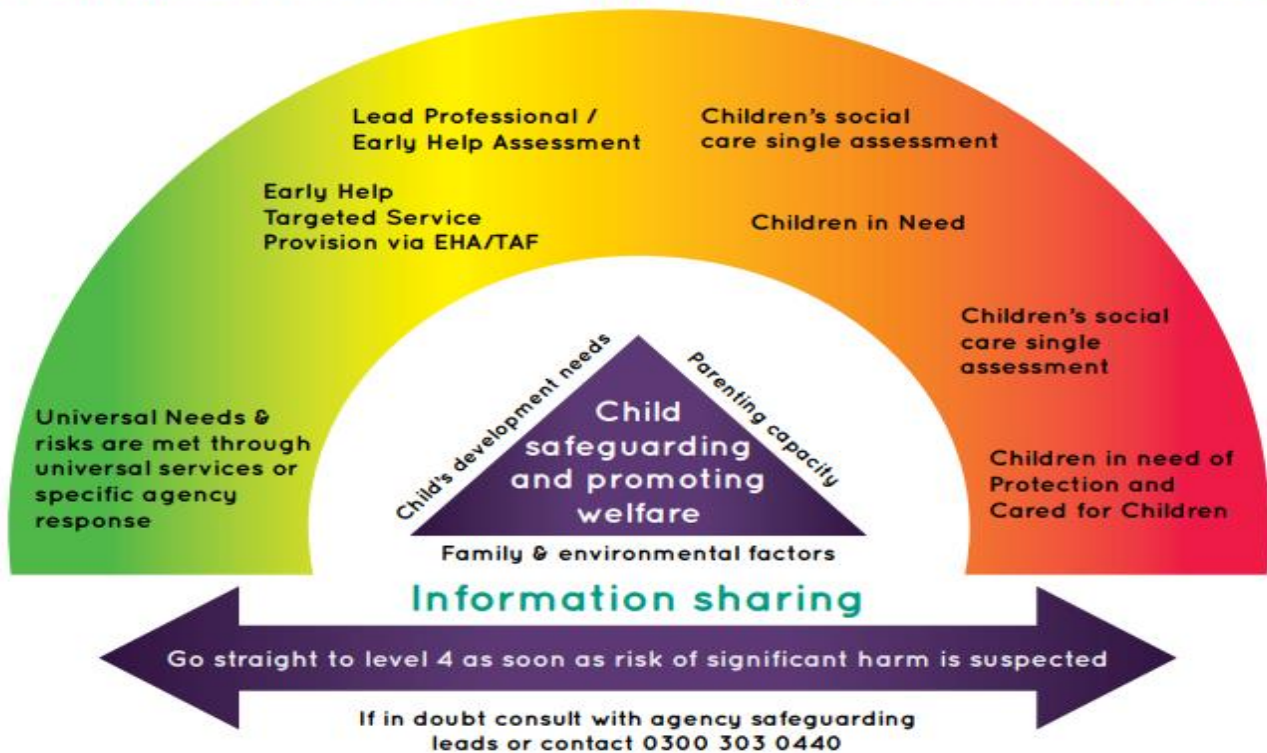 Lead Professional /
Early Help Assessment
Children's social
care single assessment
Early Help
Targeted Service
Provision via EHA/TAF
Children in Need
Children's social
care single
assessment
Universal Needs &
risks are met through
universal services or
specific agency
response
Children in need of
Protection and
Cared for Children
Child's development needs
Parenting capacity
Child
safeguarding
and promoting
welfare
Family & environmental factors
Information sharing
Go straight to level 4 as soon as risk of significant harm is suspected
If in doubt consult with agency safeguarding
leads or contact 0300 303 0440